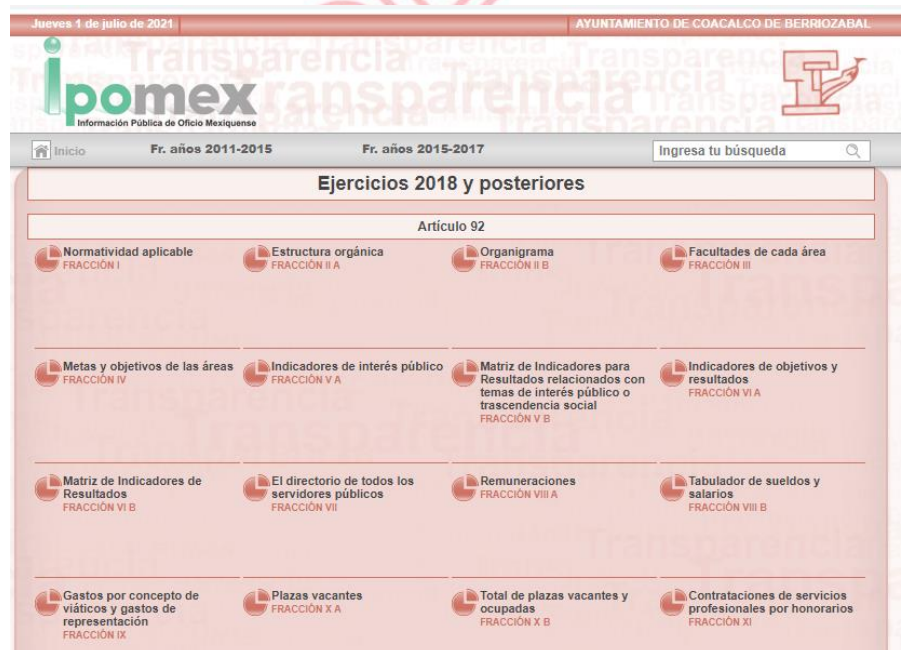 Jueves 1 de julio de 2021
AYUNTAMIENTO DE COACALCO DE BERRIOZABAL
ipomex
Información Pública de Oficio Mexiquense
Inicio
Fr. años 2011-2015
Fr. años 2015-2017
Ingresa tu búsqueda
Ejercicios 2018 y posteriores
Artículo 92
Normatividad aplicable
FRACCIÓN I
Estructura orgánica
FRACCIÓN II A
Organigrama
FRACCIÓN II B
Facultades de cada área
FRACCIÓN III
Metas y objetivos de las áreas
FRACCIÓN IV
Indicadores de interés público
FRACCIÓN V A
Matriz de Indicadores para
Resultados relacionados con
temas de interés público o
trascendencia social
FRACCIÓN V B
Indicadores de objetivos y
resultados
FRACCIÓN VI A
Matriz de Indicadores de
Resultados
FRACCIÓN VI B
El directorio de todos los
servidores públicos
FRACCIÓN VII
Remuneraciones
FRACCIÓN VIII A
Tabulador de sueldos y
salarios
FRACCIÓN VIII B
Gastos por concepto de
viáticos y gastos de
representación
FRACCIÓN IX
Plazas vacantes
FRACCIÓN X A
Total de plazas vacantes y
ocupadas
FRACCIÓN X B
Contrataciones de servicios
profesionales por honorarios
FRACCIÓN XI